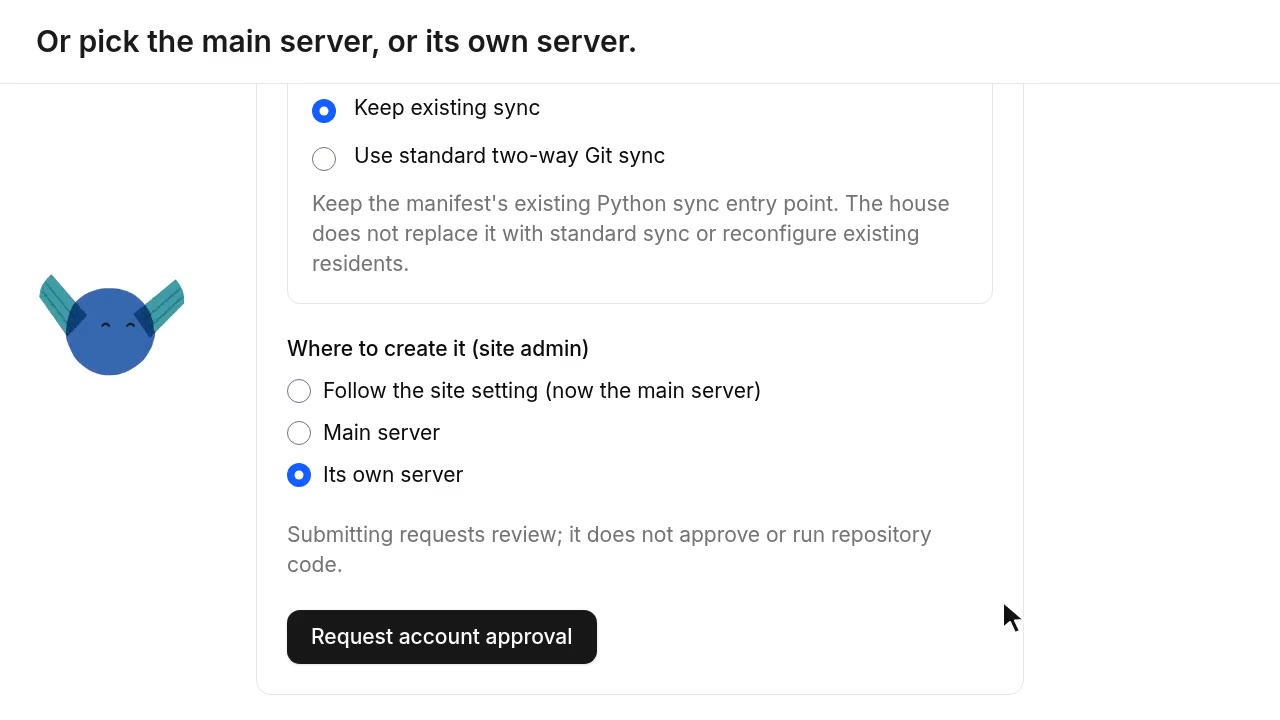 Or pick the main server, or its own server.
Keep existing sync
Use standard two-way Git sync
Keep the manifest's existing Python sync entry point. The house
does not replace it with standard sync or reconfigure existing
residents.
Where to create it (site admin)
Follow the site setting (now the main server)
Main server
Its own server
Submitting requests review; it does not approve or run repository
code.
Request account approval